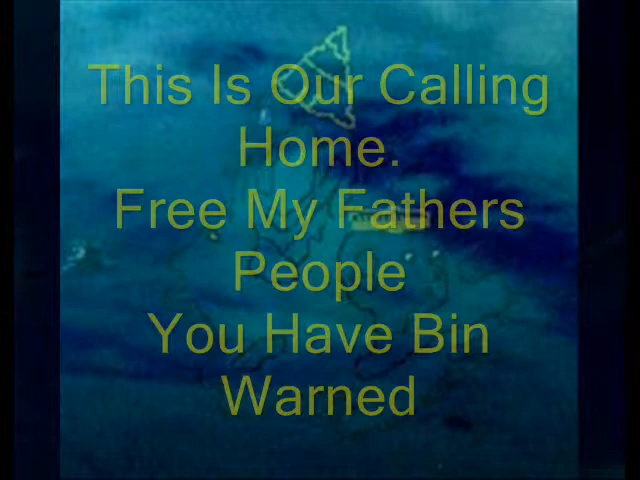 This Is Our Calling
Home.
Free My Fathers
People
You Have Bin
Warned